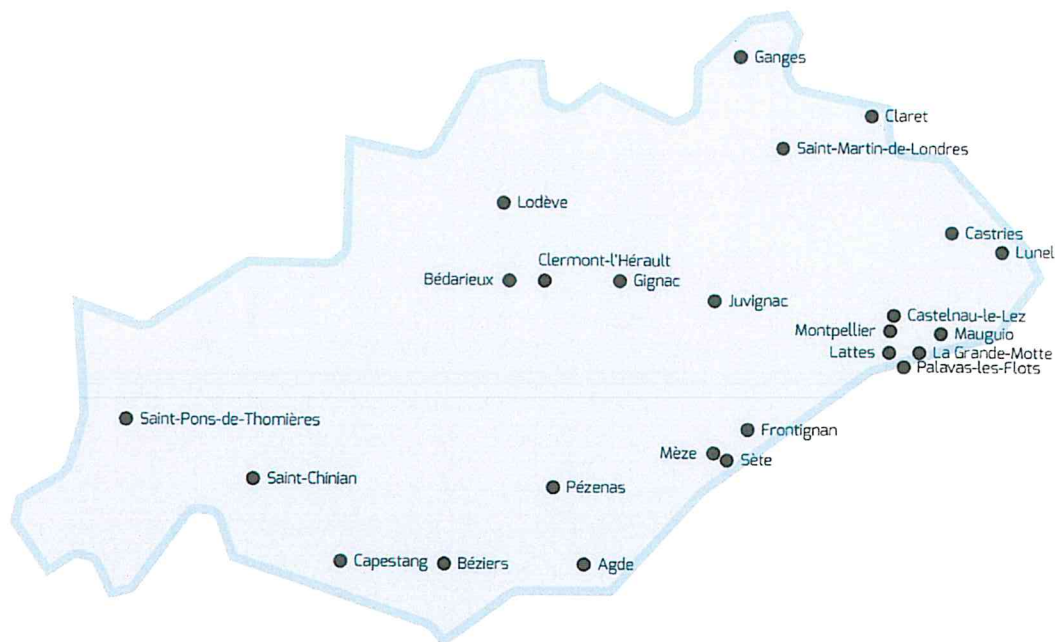 Ganges
Claret
Saint-Martin-de-Londres
Lodève
Castries
Lunel
Clermont-l'Hérault
Bédarieux
Gignac
Juvignac
Castelnau-le-Lez
Montpellier
Mauguio
Lattes
La Grande-Motte
Palavas-les-Flots
Saint-Pons-de-Thomières
Frontignan
Mèze
Sète
Saint-Chinian
Pézenas
Capestang
Béziers
Agde